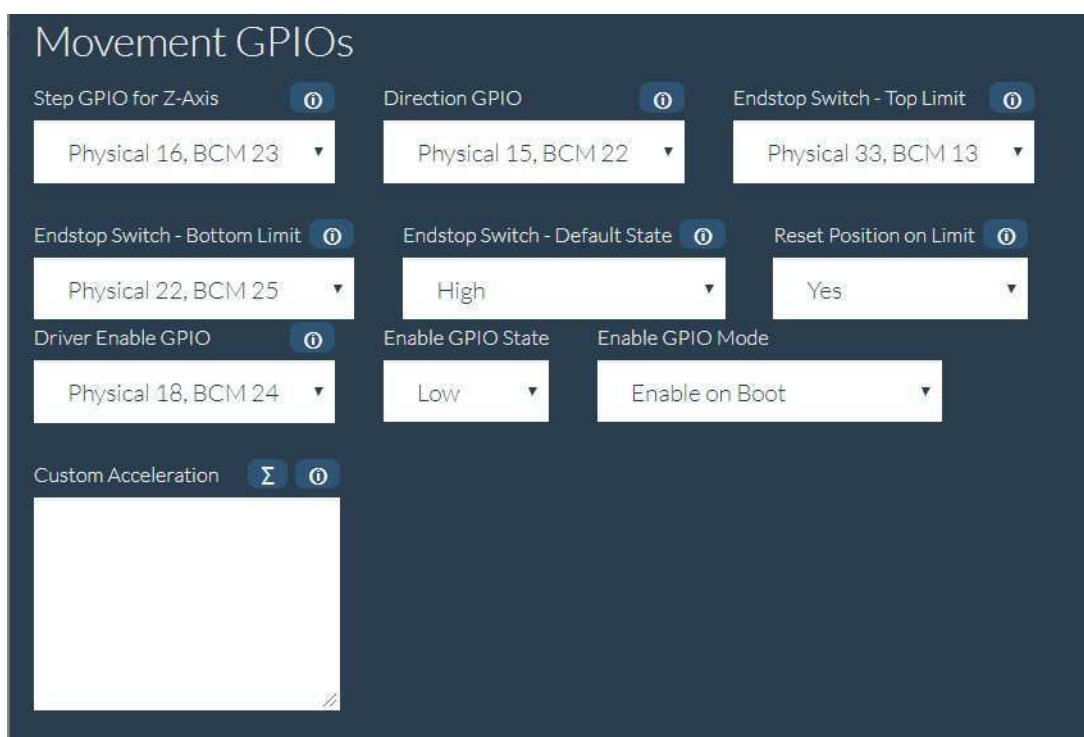 Movement GPIOs
Step GPIO for Z-Axis Direction GPIO Endstop Switch - Top Limit
Physical 16, BCM 23 Physical 15, BCM 22 Physical 33, BCM 13
Endstop Switch - Bottom Limit Endstop Switch - Default State Reset Position on Limit
Physical 22, BCM 25 High Yes
Driver Enable GPIO Enable GPIO State Enable GPIO Mode
Physical 18, BCM 24 Low Enable on Boot
Custom Acceleration Σ